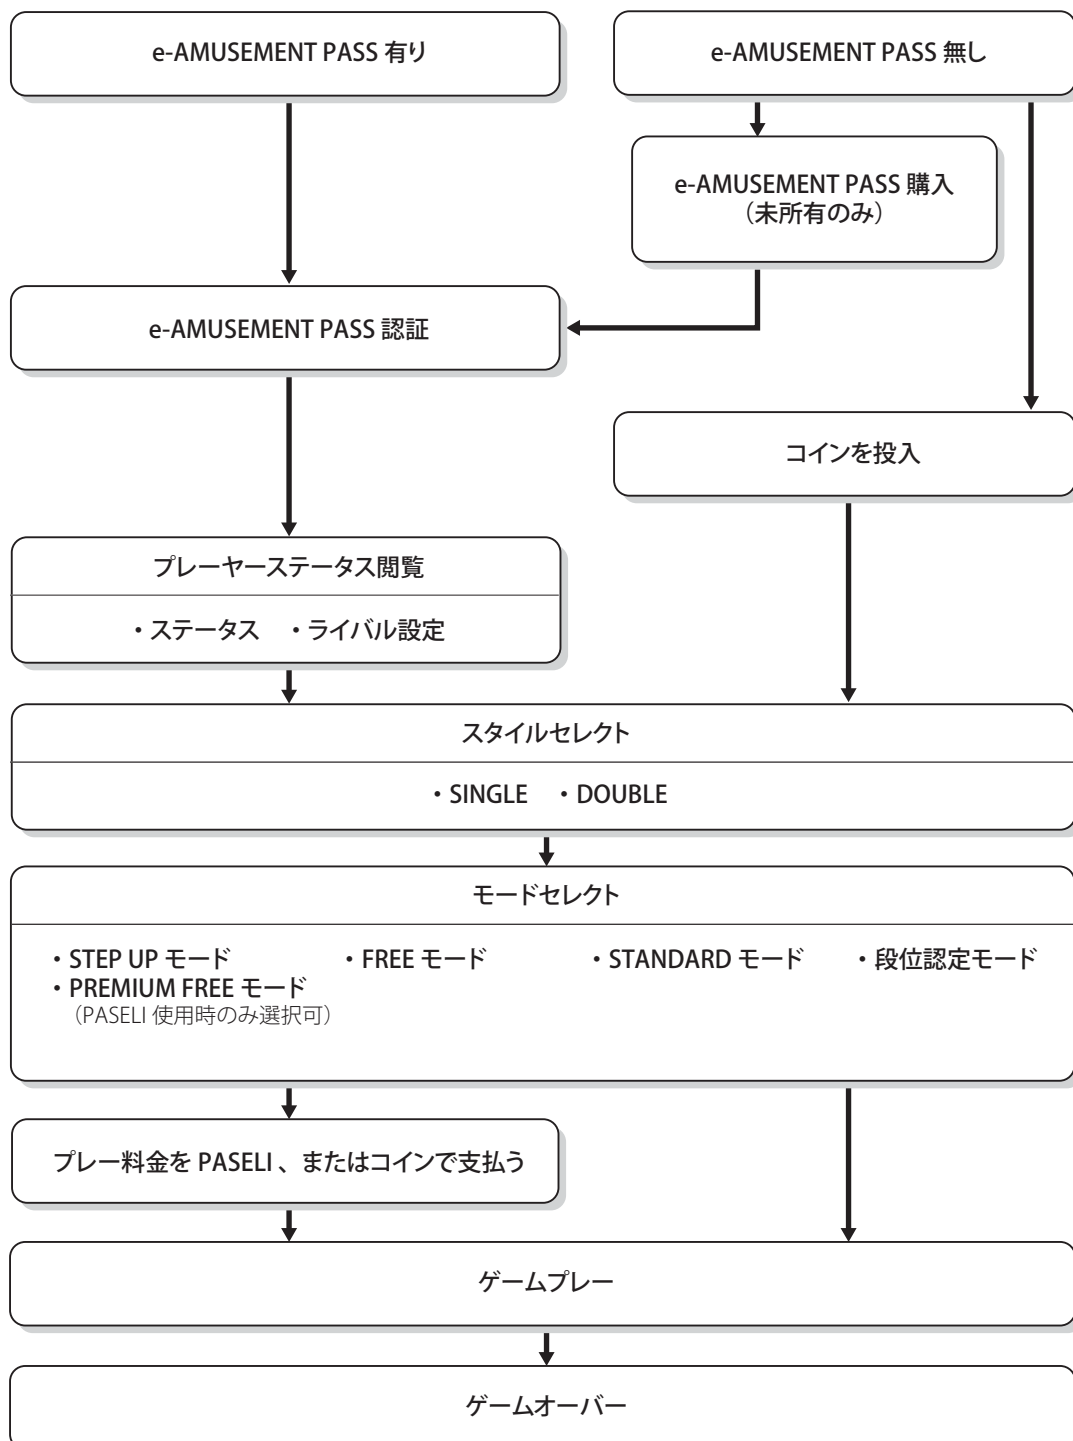 e-AMUSEMENT PASS 有り
e-AMUSEMENT PASS 無し
e-AMUSEMENT PASS 購入
（未所有のみ）
e-AMUSEMENT PASS 認証
コインを投入
プレーヤーステータス閲覧
・ステータス ・ライバル設定
スタイルセレクト
・SINGLE ・DOUBLE
モードセレクト
・STEP UP モード ・FREE モード ・STANDARD モード ・段位認定モード
・PREMIUM FREE モード
（PASELI 使用時のみ選択可）
プレー料金を PASELI 、またはコインで支払う
ゲームプレー
ゲームオーバー